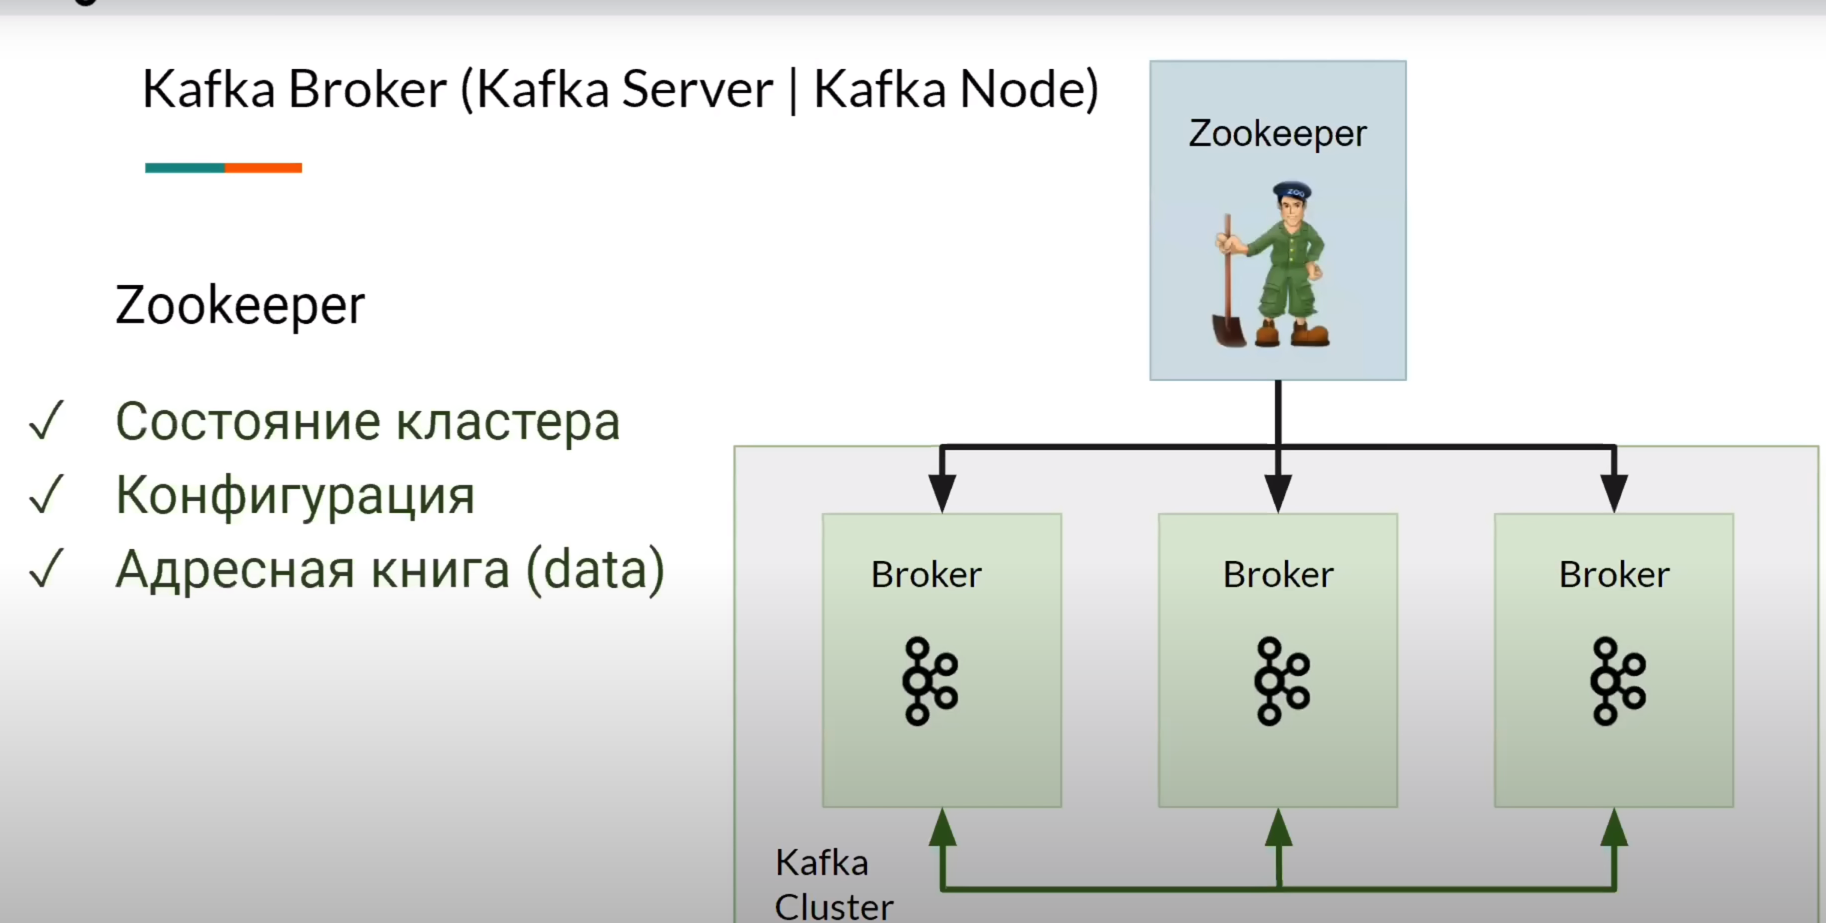 Kafka Broker (Kafka Server | Kafka Node)
Zookeeper
ZOO
Zookeeper
✓ Состояние кластера
✓ Конфигурация
✓ Адресная книга (data)
Broker
Broker
Broker
Kafka
Cluster